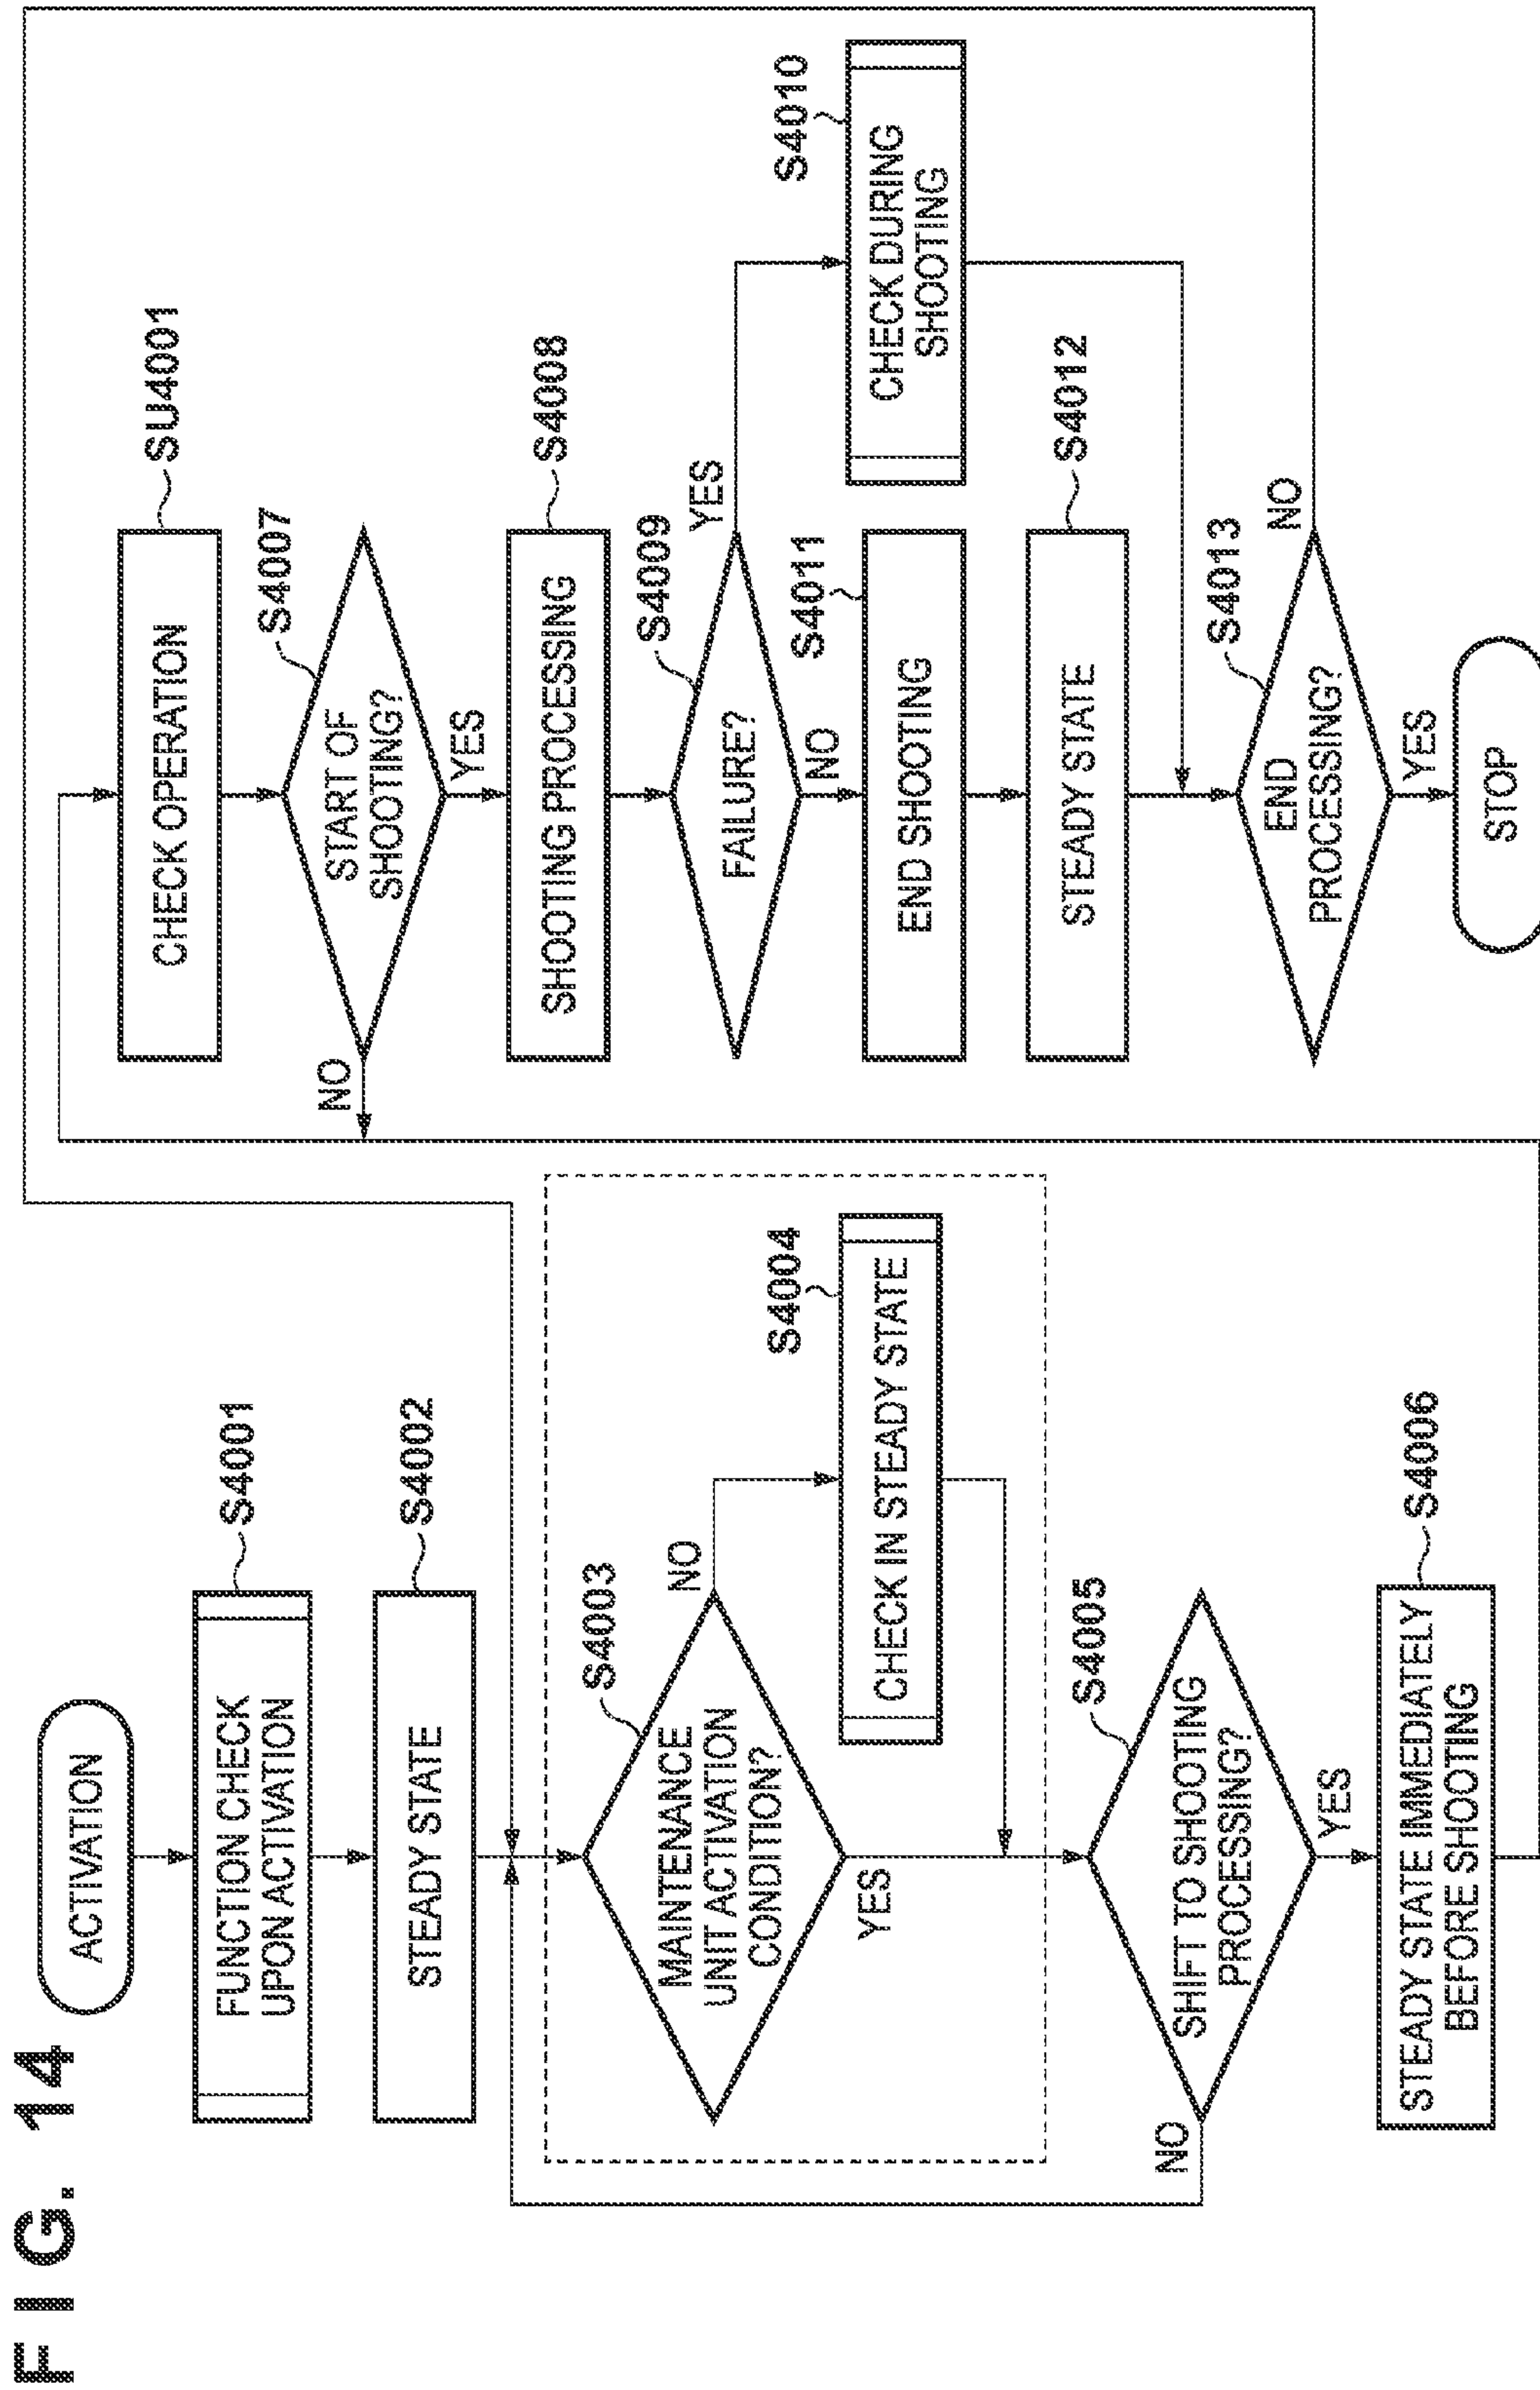 FIG. 14
ACTIVATION
S4001
FUNCTION CHECK
UPON ACTIVATION
S4002
STEADY STATE
S4003
MAINTENANCE
UNIT ACTIVATION
CONDITION?
NO
YES
S4004
CHECK IN STEADY STATE
S4005
SHIFT TO SHOOTING
PROCESSING?
NO
YES
S4006
STEADY STATE IMMEDIATELY
BEFORE SHOOTING
SU4001
CHECK OPERATION
S4007
START OF
SHOOTING?
NO
YES
S4008
SHOOTING PROCESSING
S4009
FAILURE?
YES
NO
S4010
CHECK DURING
SHOOTING
S4011
END SHOOTING
S4012
STEADY STATE
S4013
END
PROCESSING?
NO
YES
STOP